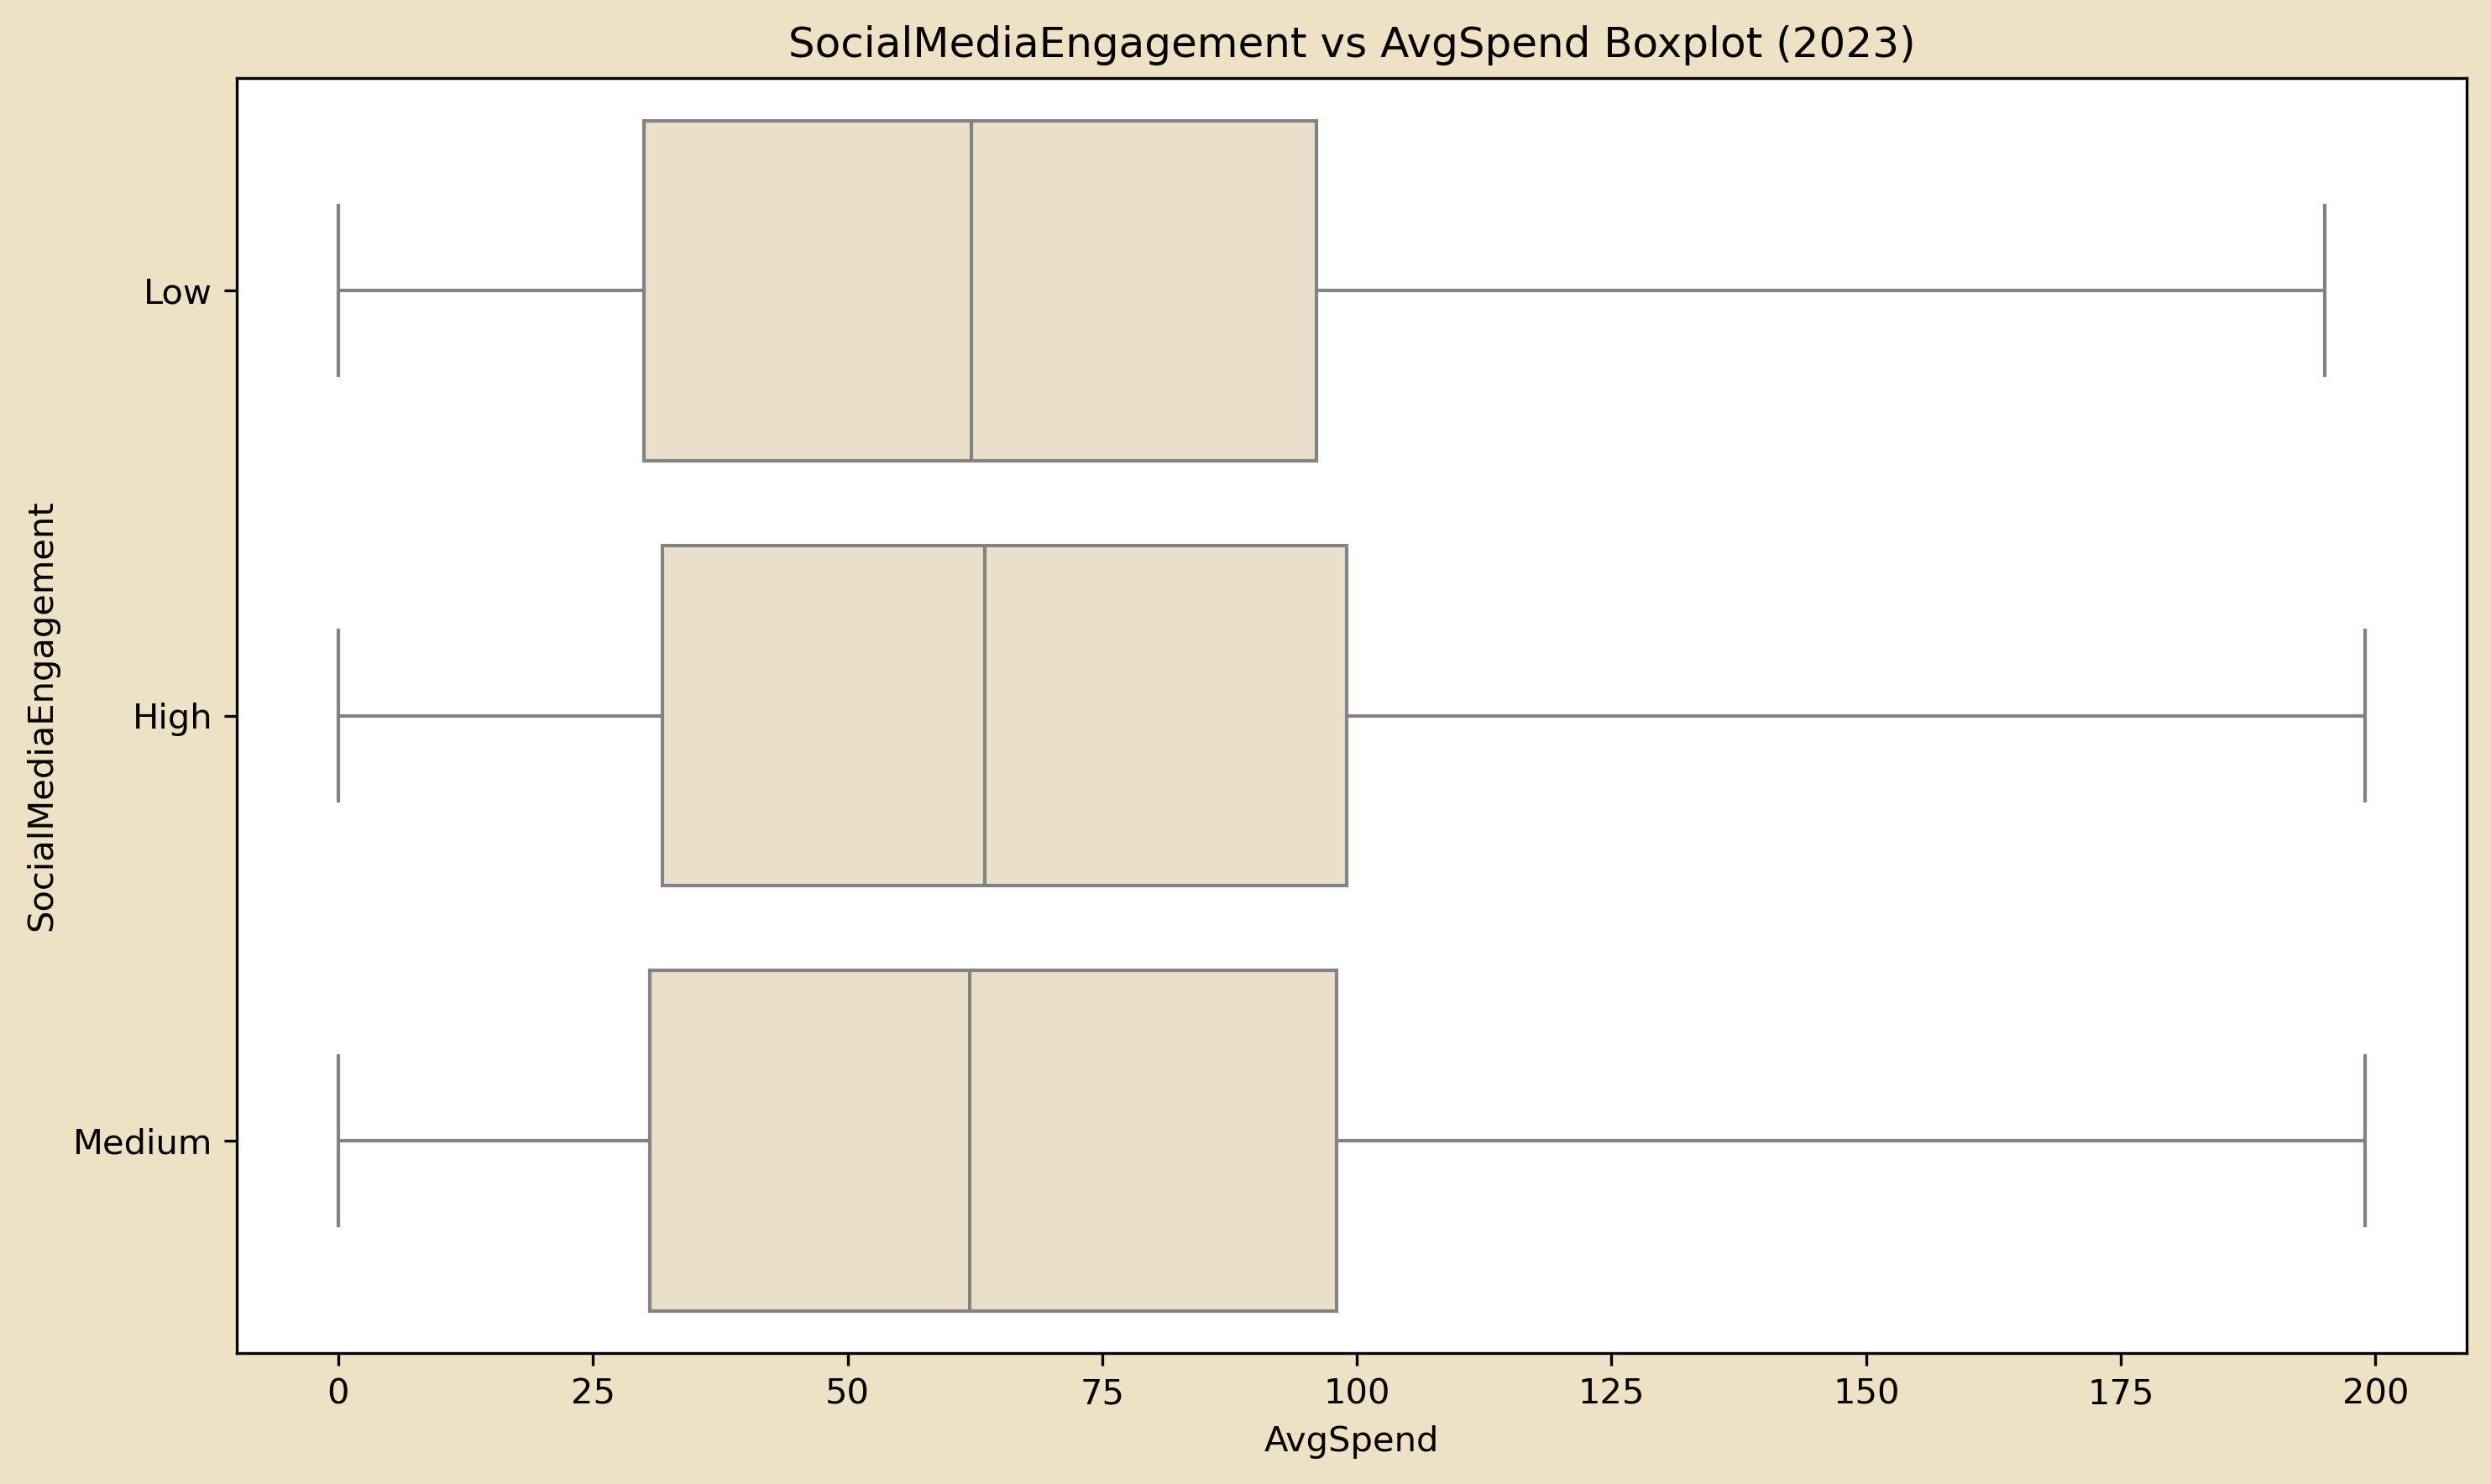 SocialMediaEngagement vs AvgSpend Boxplot (2023)
SocialMediaEngagement
Low
High
Medium
0 25 50 75 100 125 150 175 200
AvgSpend